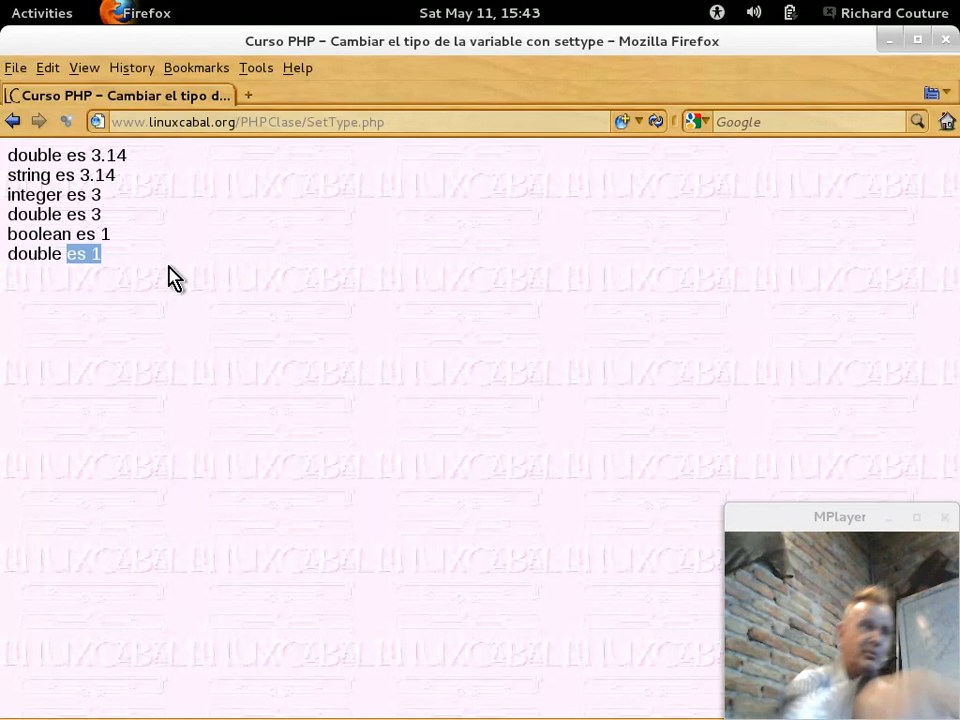 Activities Firefox Sat May 11, 15:43 Richard Couture
Curso PHP – Cambiar el tipo de la variable con settype – Mozilla Firefox
File Edit View History Bookmarks Tools Help
Curso PHP – Cambiar el tipo d...
www.linuxcabal.org/PHPClase/SetType.php Google
double es 3.14
string es 3.14
integer es 3
double es 3
boolean es 1
double es 1
MPlayer